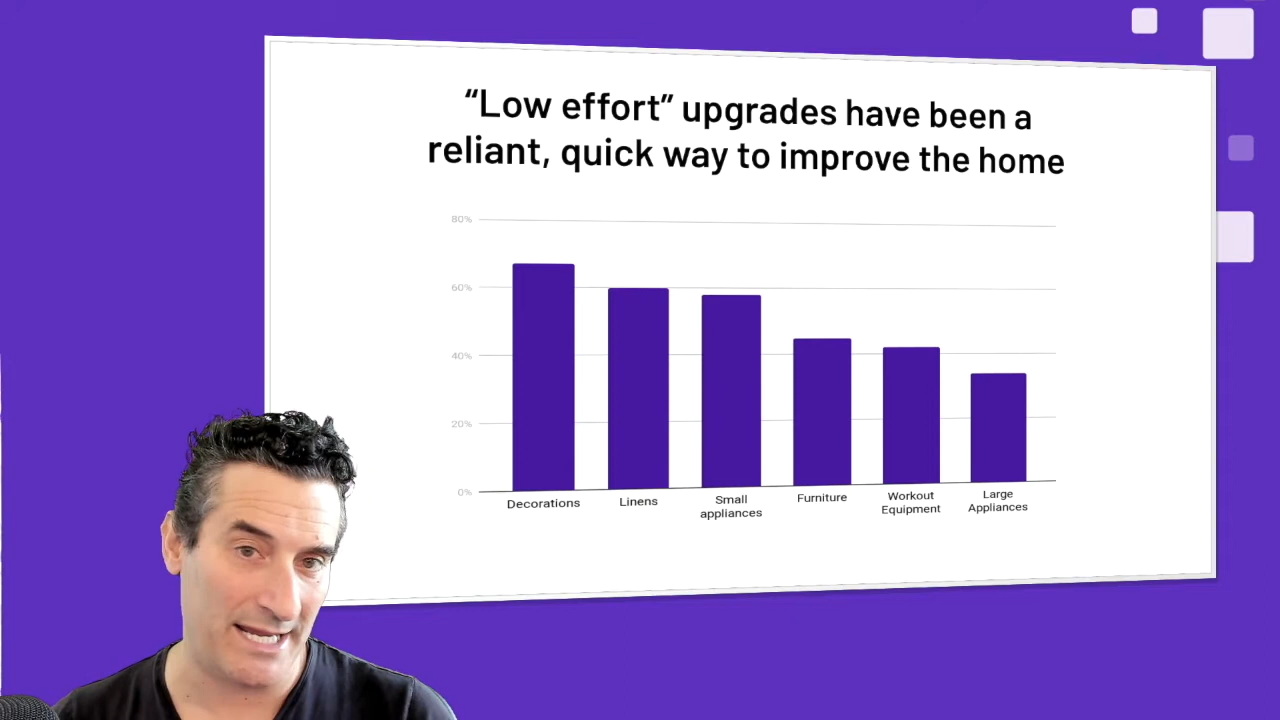 “Low effort” upgrades have been a
reliant, quick way to improve the home
80%
60%
40%
20%
0%
Decorations
Linens
Small
appliances
Furniture
Workout
Equipment
Large
Appliances